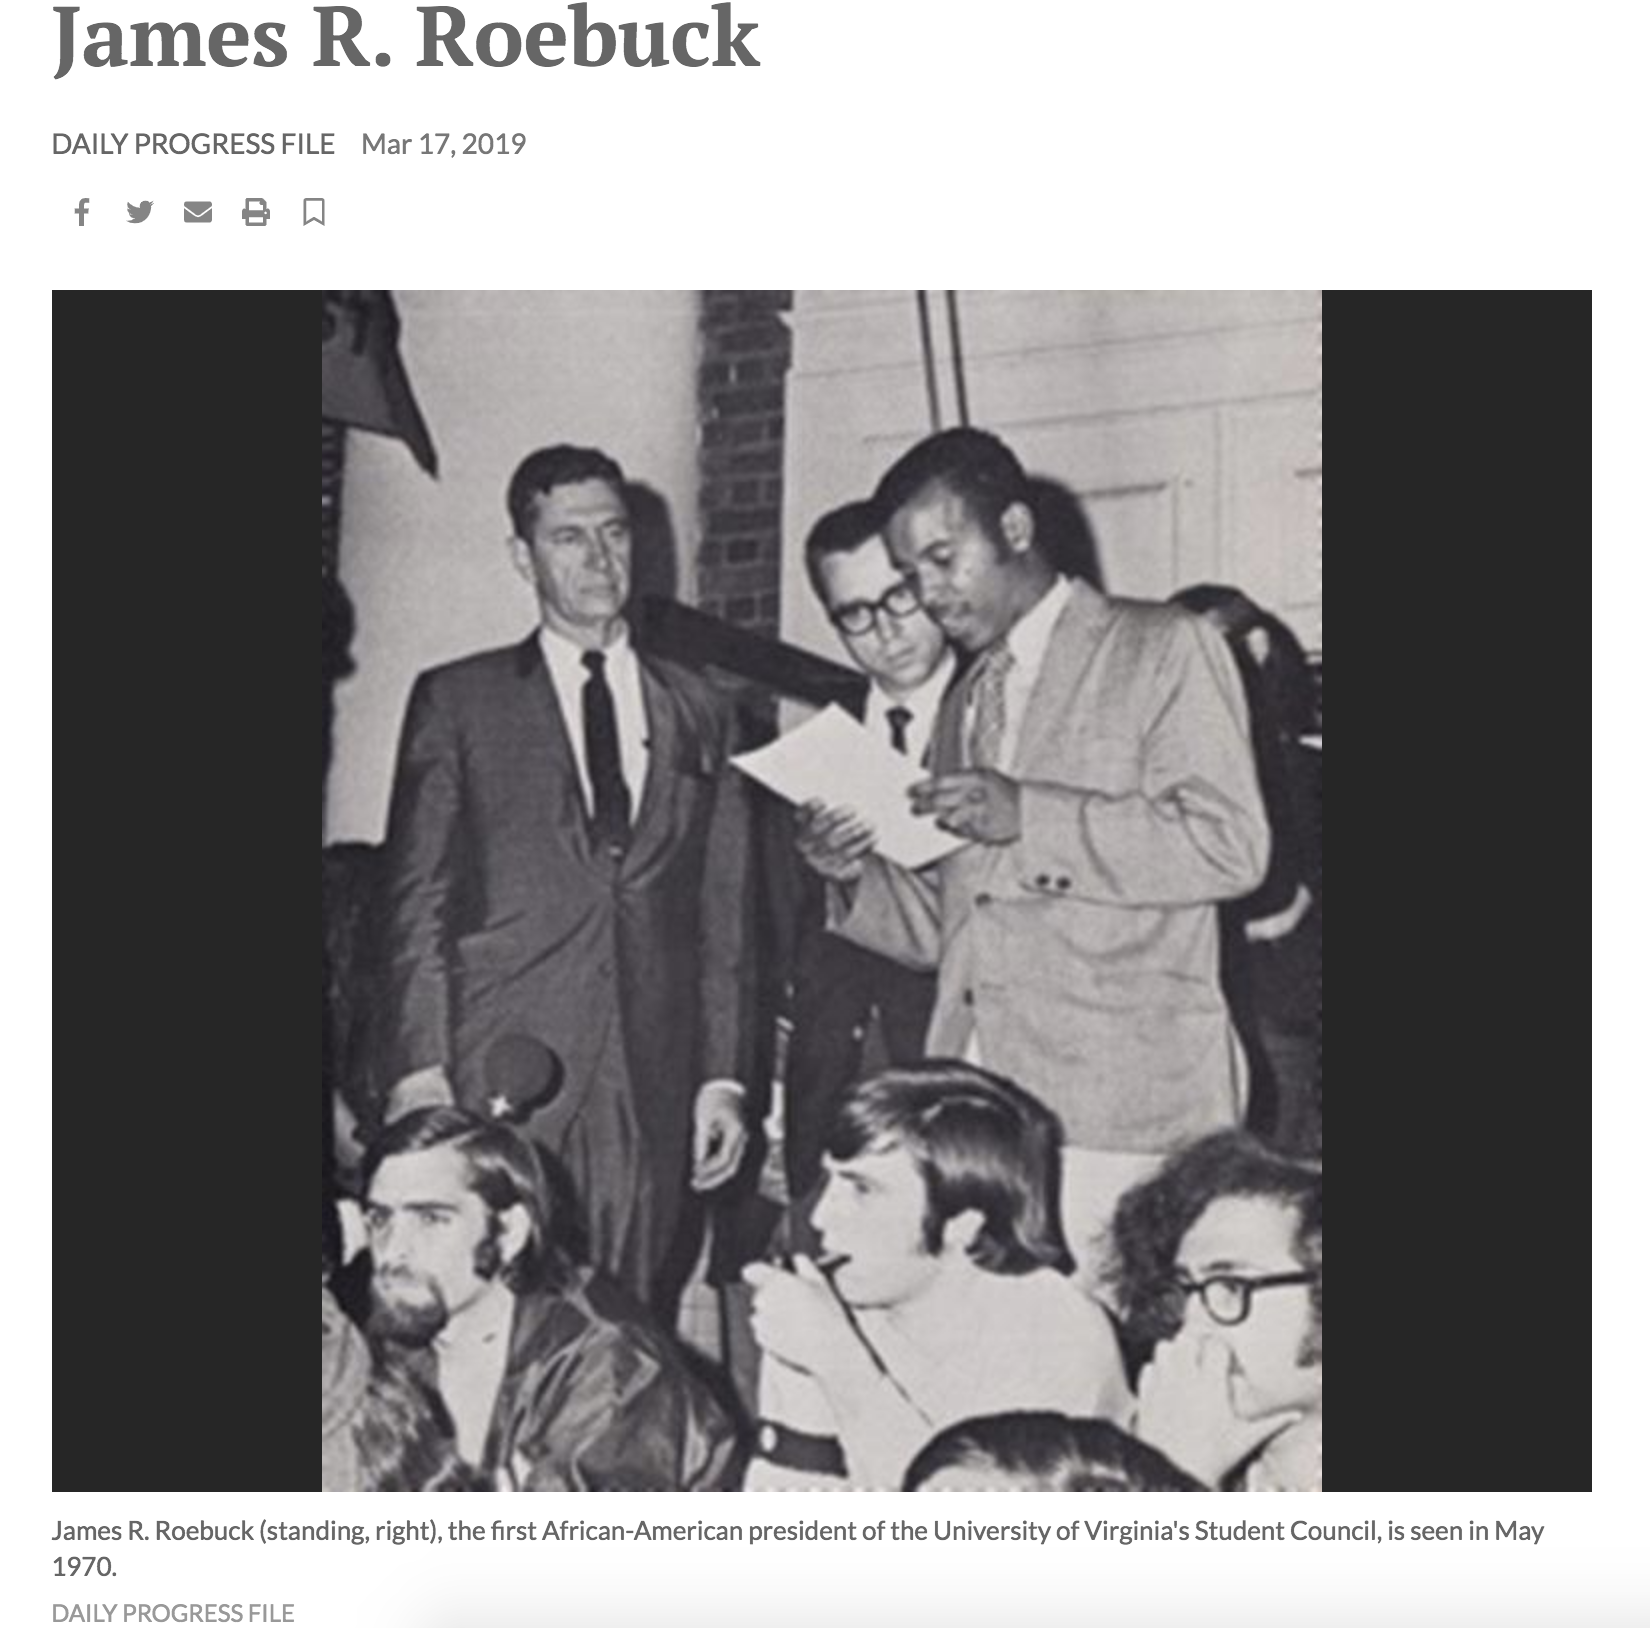 James R. Roebuck
DAILY PROGRESS FILE Mar 17, 2019
James R. Roebuck (standing, right), the first African-American president of the University of Virginia's Student Council, is seen in May
1970.
DAILY PROGRESS FILE